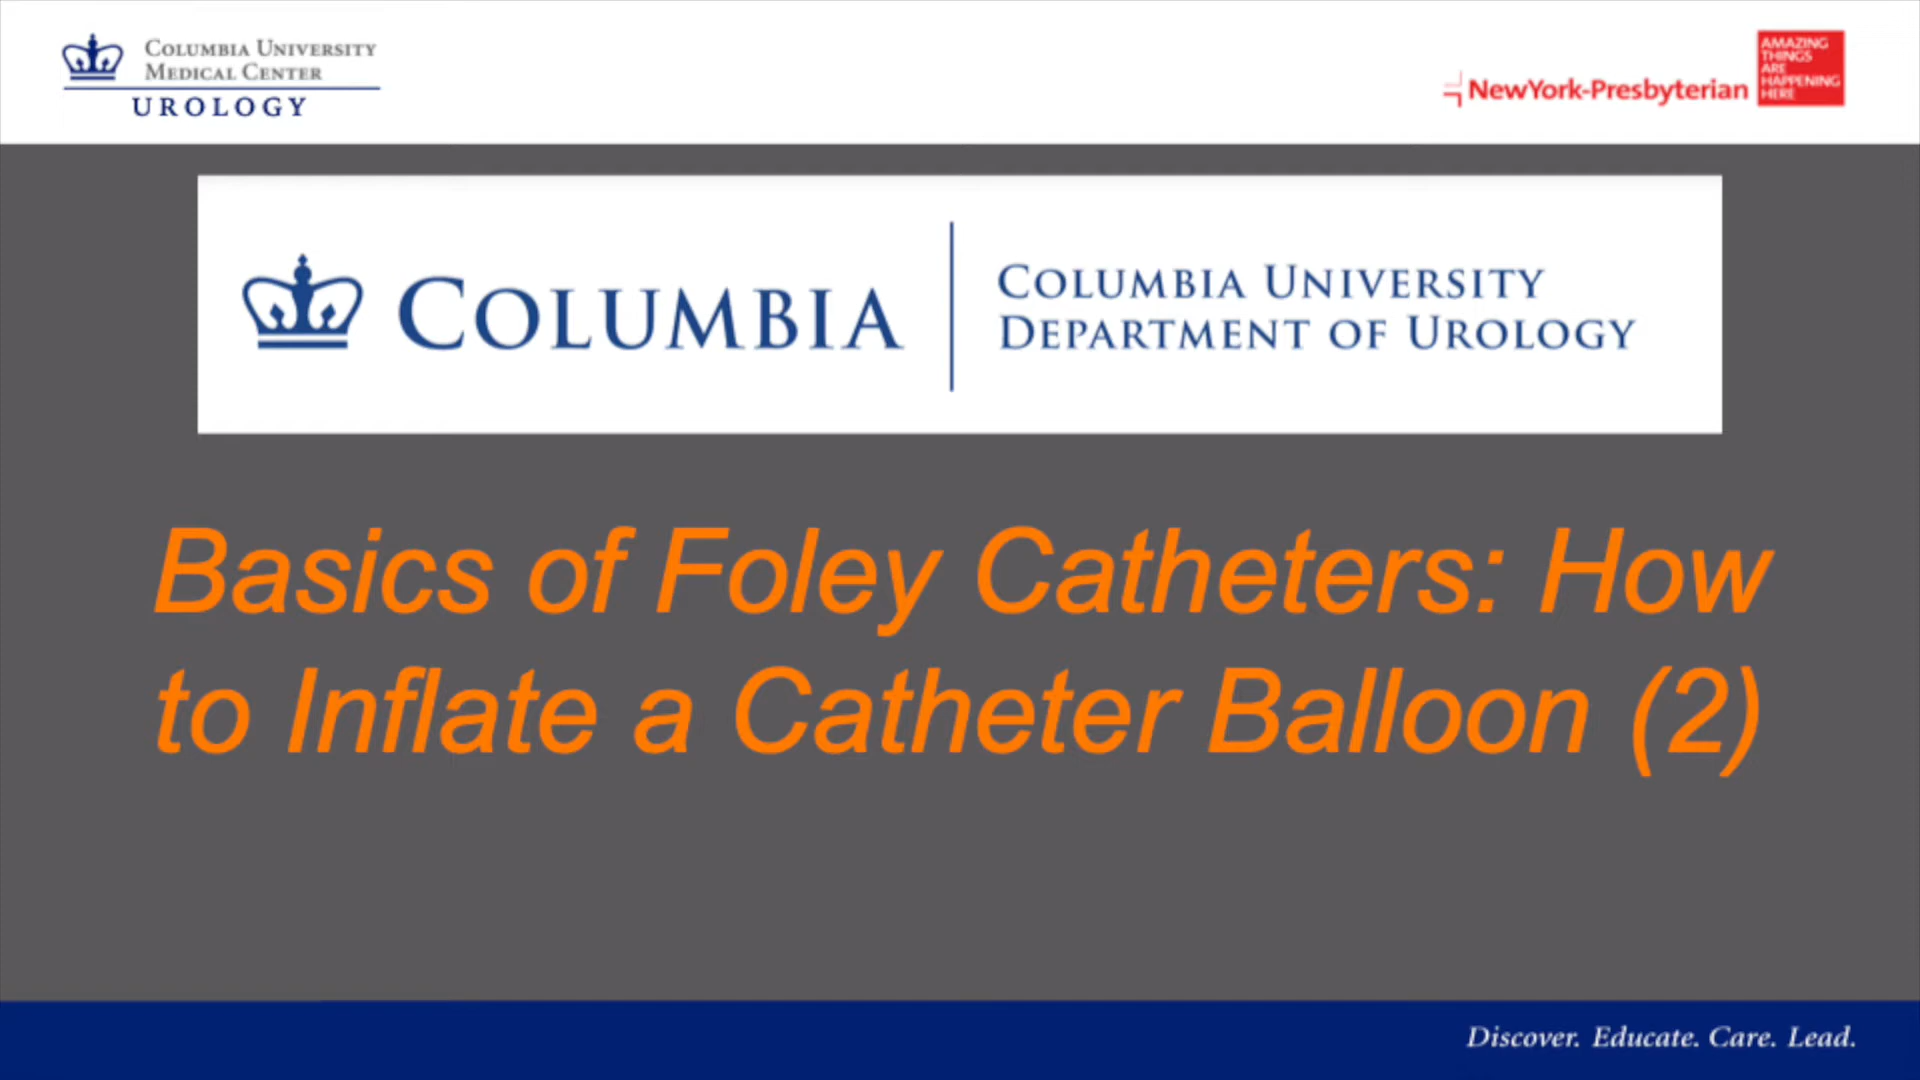 COLUMBIA UNIVERSITY
MEDICAL CENTER
UROLOGY
NewYork-Presbyterian
AMAZING
THINGS
ARE
HAPPENING
HERE
COLUMBIA
COLUMBIA UNIVERSITY
DEPARTMENT OF UROLOGY
Basics of Foley Catheters: How
to Inflate a Catheter Balloon (2)
Discover. Educate. Care. Lead.